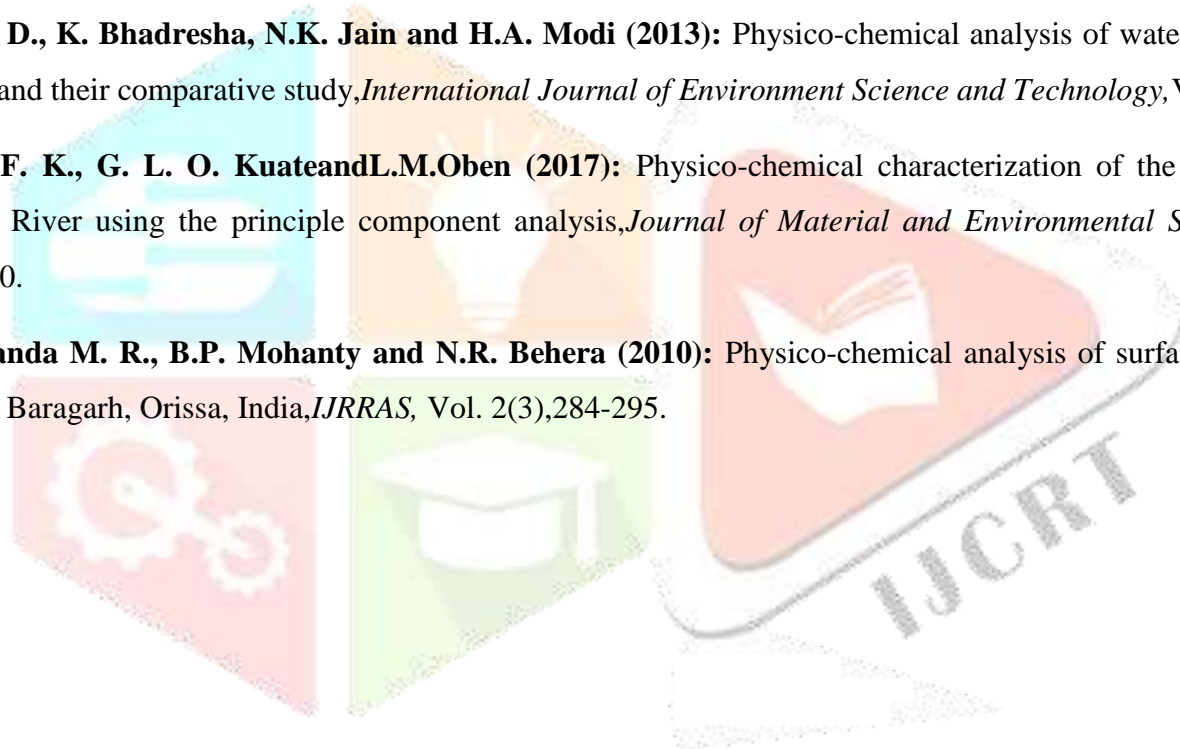 D., K. Bhadresha, N.K. Jain and H.A. Modi (2013): Physico-chemical analysis of wate
and their comparative study,International Journal of Environment Science and Technology,V
F. K., G. L. O. KuateandL.M.Oben (2017): Physico-chemical characterization of the
River using the principle component analysis,Journal of Material and Environmental S
0.
anda M. R., B.P. Mohanty and N.R. Behera (2010): Physico-chemical analysis of surfa
Baragarh, Orissa, India,IJRRAS, Vol. 2(3),284-295.
IJCRT